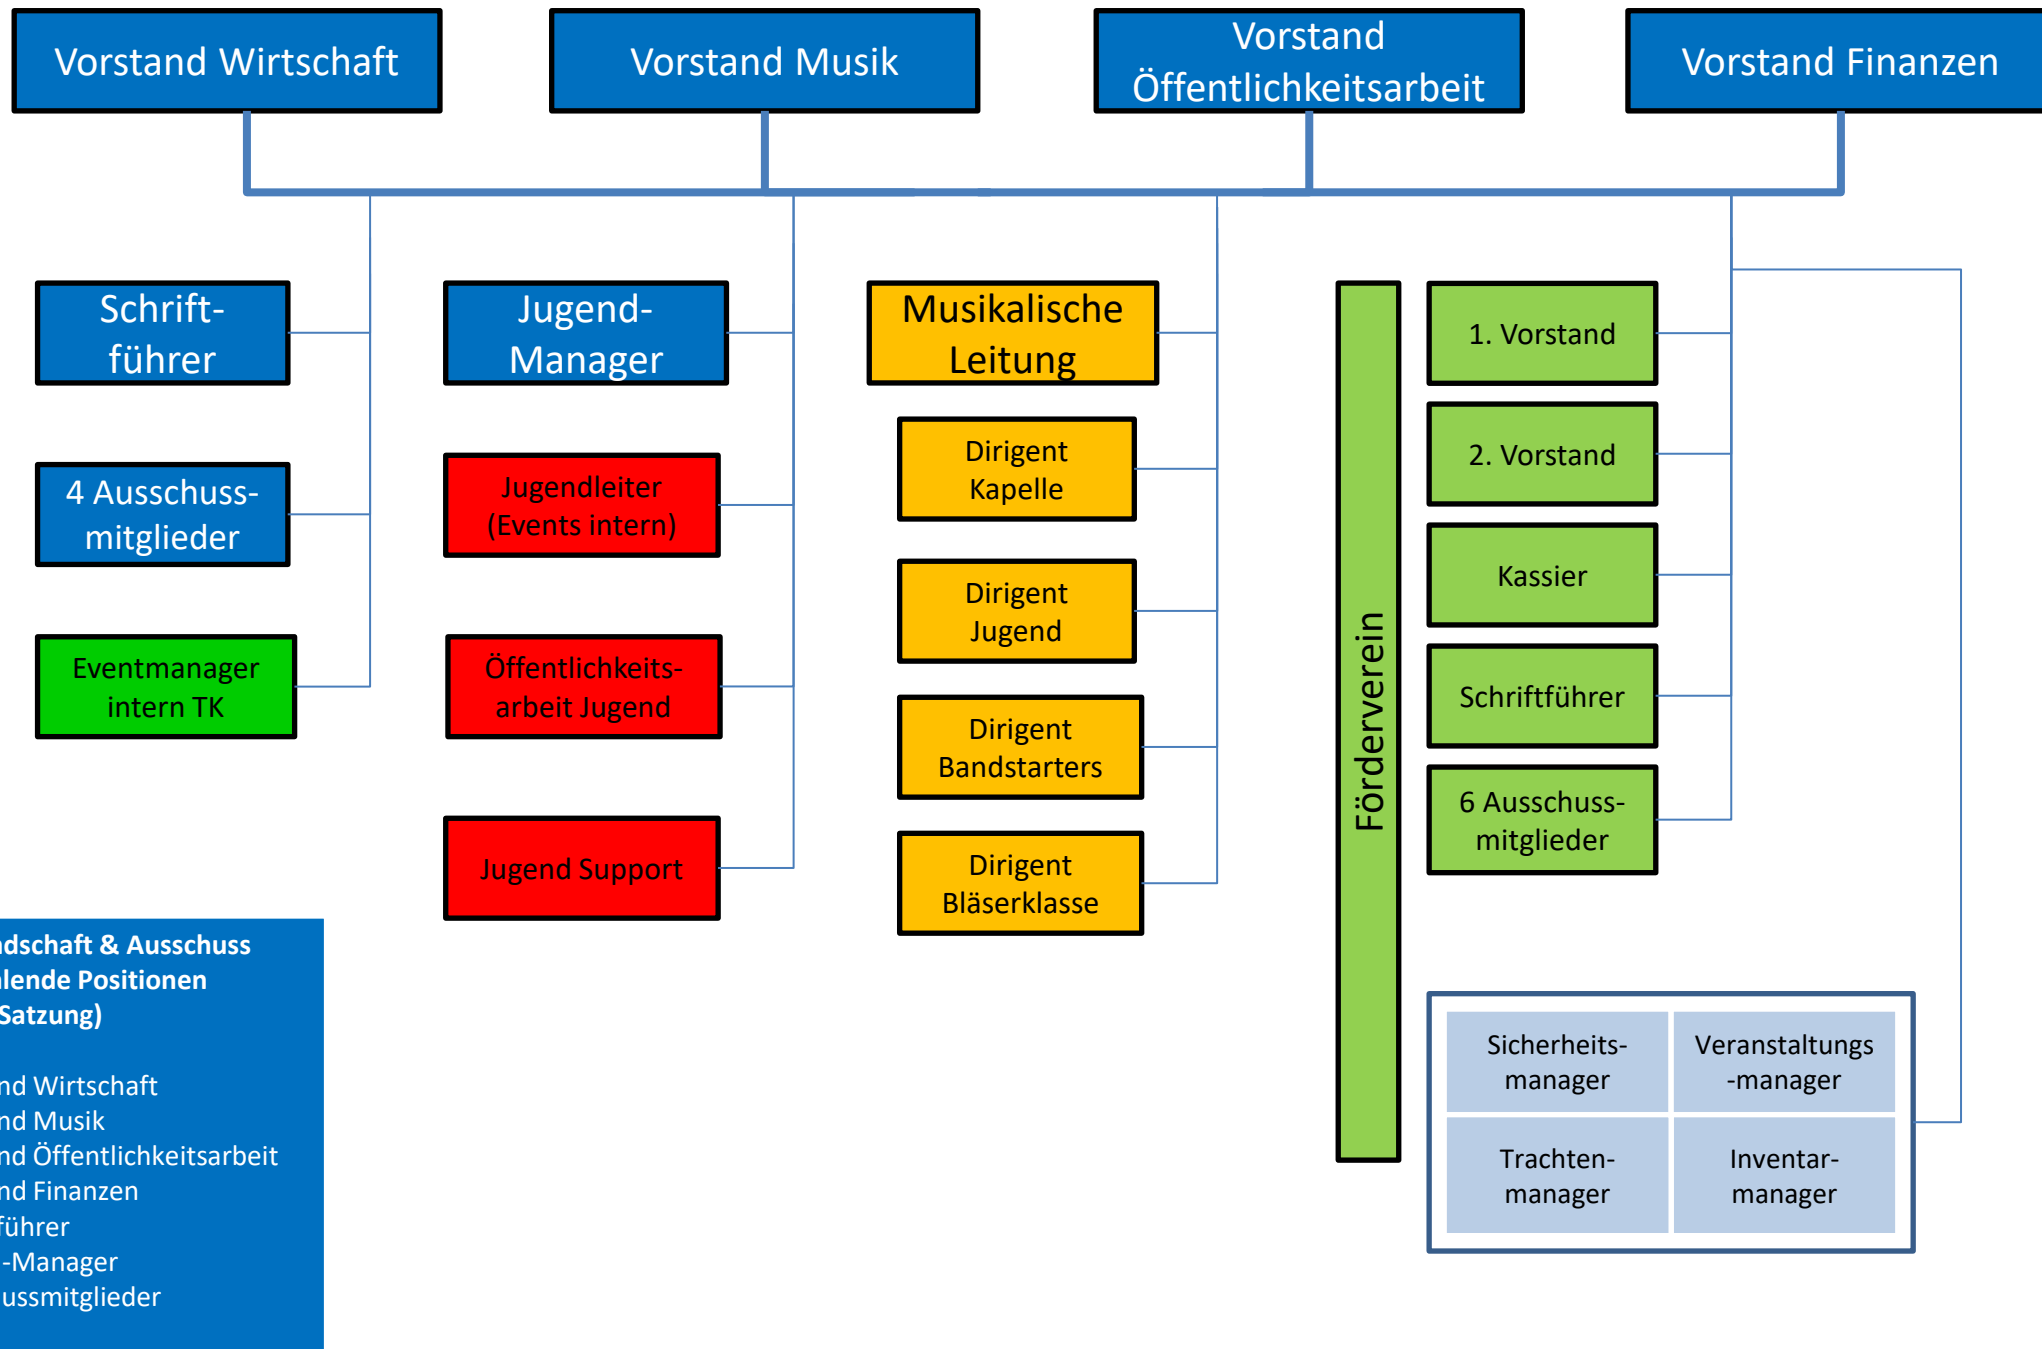 Vorstand Wirtschaft
Vorstand Musik
Vorstand
Öffentlichkeitsarbeit
Vorstand Finanzen
Schrift-
führer
4 Ausschuss-
mitglieder
Eventmanager
intern TK
Jugend-
Manager
Jugendleiter
(Events intern)
Öffentlichkeits-
arbeit Jugend
Jugend Support
Musikalische
Leitung
Dirigent
Kapelle
Dirigent
Jugend
Dirigent
Bandstarters
Dirigent
Bläserklasse
Förderverein
1. Vorstand
2. Vorstand
Kassier
Schriftführer
6 Ausschuss-
mitglieder
Sicherheits-
manager
Veranstaltungs
-manager
Trachten-
manager
Inventar-
manager
ndschaft & Ausschuss
lende Positionen
Satzung)
nd Wirtschaft
nd Musik
nd Öffentlichkeitsarbeit
nd Finanzen
führer
-Manager
ussmitglieder